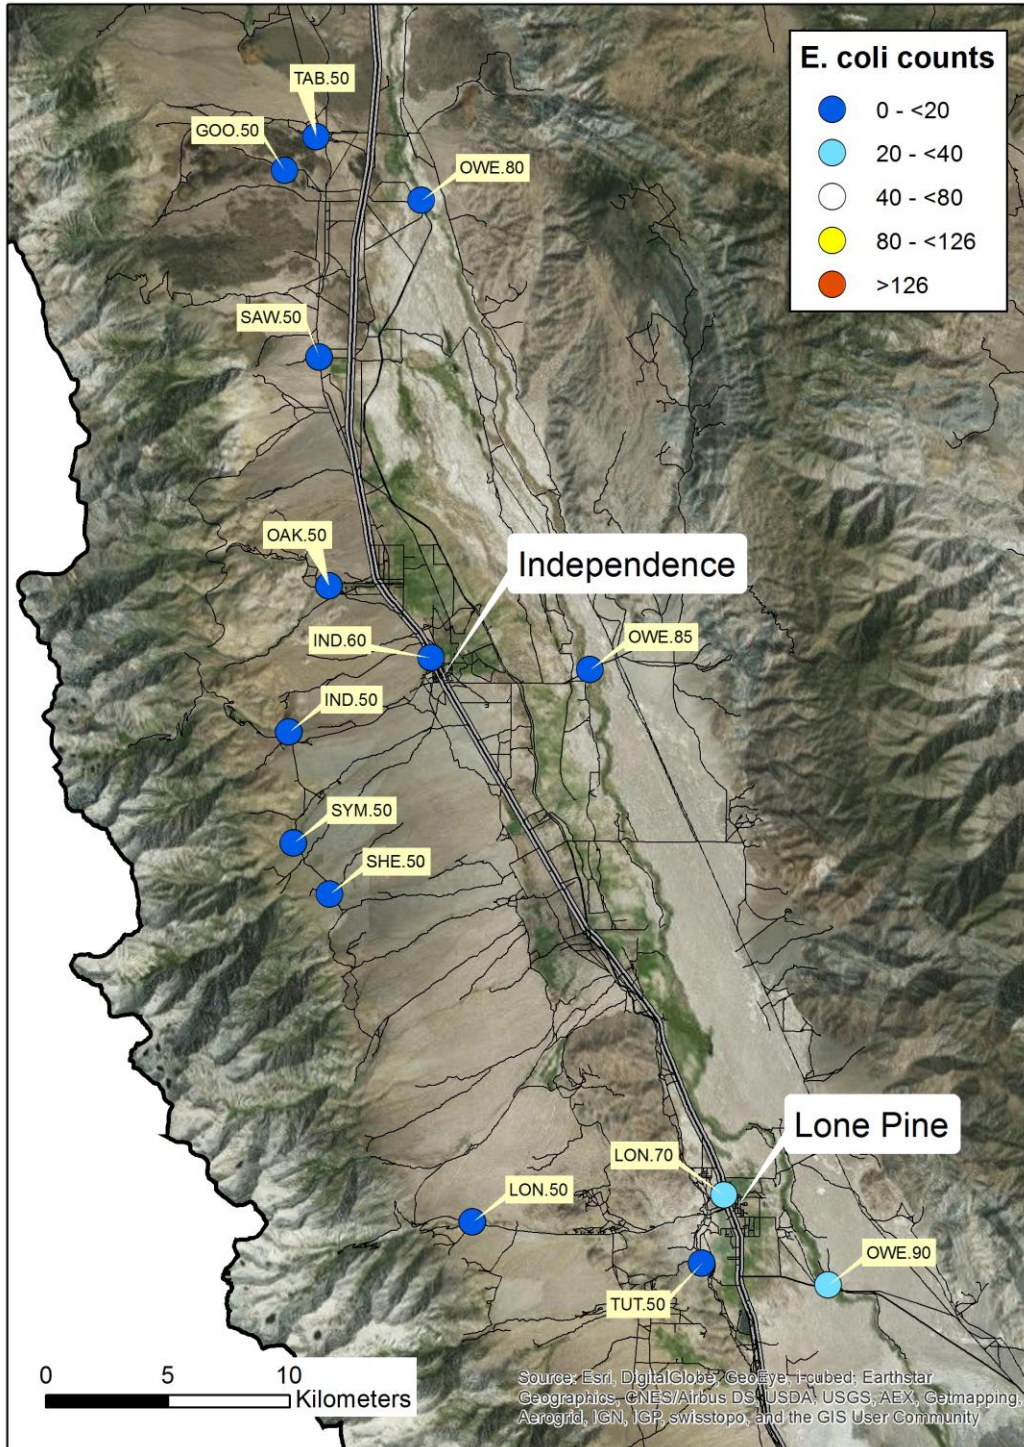 E. coli counts
0 - <20
20 - <40
40 - <80
80 - <126
>126
TAB.50
GOO.50
OWE.80
SAW.50
OAK.50
Independence
IND.60
OWE.85
IND.50
SYM.50
SHE.50
Lone Pine
LON.70
LON.50
OWE.90
TUT.50
0 5 10
Kilometers
Source: Esri, DigitalGlobe, GeoEye, i-cubed, Earthstar
Geographics, CNES/Airbus DS, USDA, USGS, AEX, Getmapping,
Aerogrid, IGN, IGP, swisstopo, and the GIS User Community